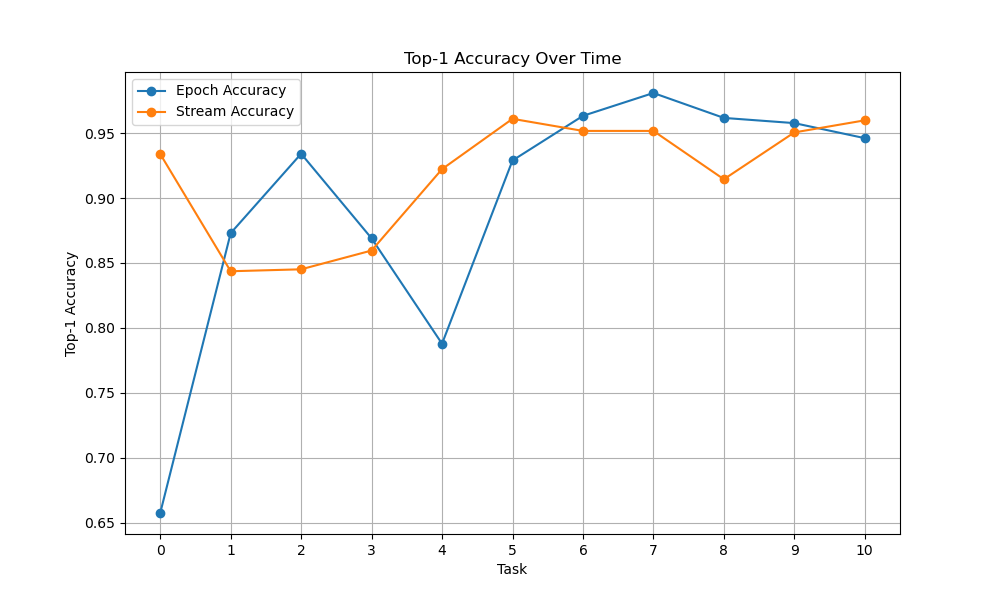 Top-1 Accuracy Over Time
Epoch Accuracy
Stream Accuracy
0.95
0.90
0.85
0.80
0.75
0.70
0.65
Top-1 Accuracy
0 1 2 3 4 5 6 7 8 9 10
Task